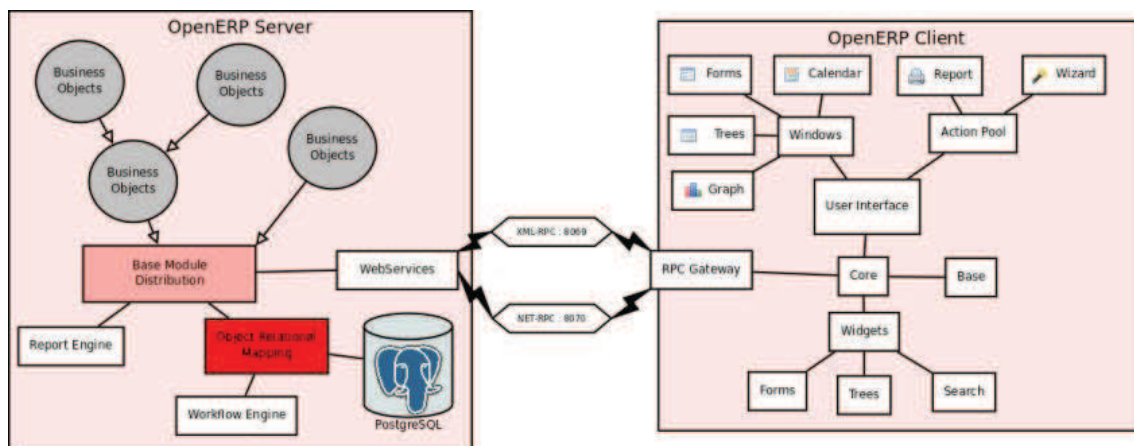 OpenERP Server
Business
Objects
Business
Objects
Business
Objects
Business
Objects
Base Module
Distribution
WebServices
Report Engine
Object Relational
Mapping
Workflow Engine
PostgreSQL
XML-RPC : 8069
NET-RPC : 8070
OpenERP Client
Forms
Calendar
Report
Wizard
Trees
Windows
Action Pool
Graph
User Interface
RPC Gateway
Core
Base
Widgets
Forms
Trees
Search